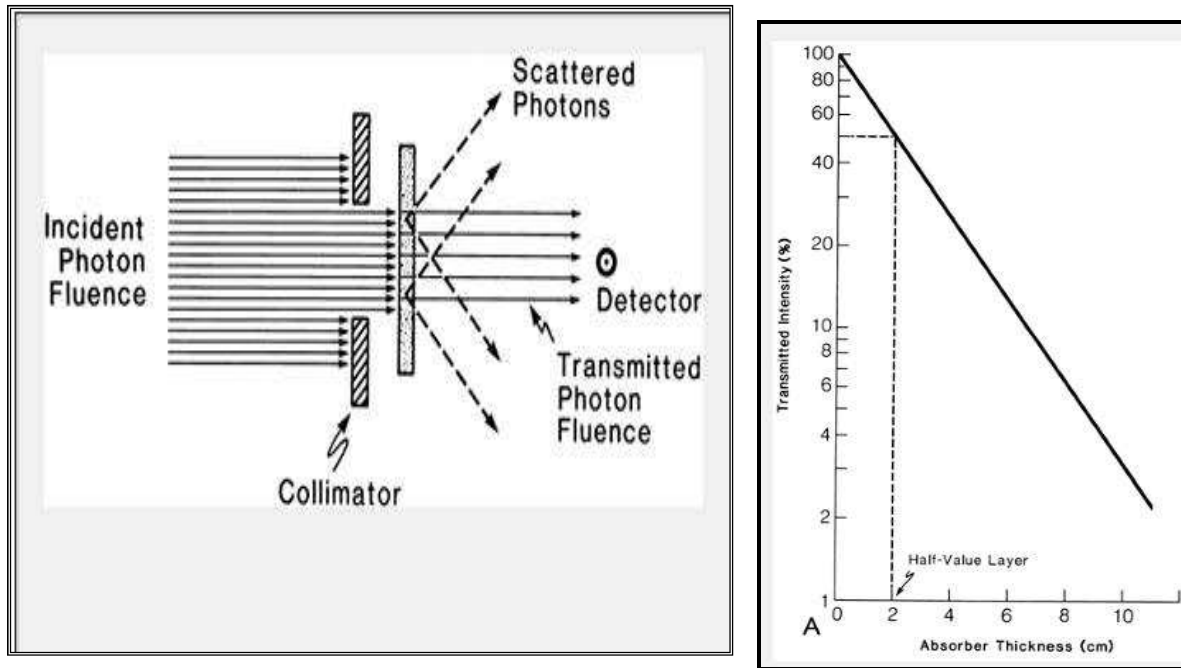 Scattered
Photons
Incident
Photon
Fluence
Detector
Transmitted
Photon
Fluence
Collimator
100
80
60
40
20
10
8
6
4
2
1
Transmitted Intensity (%)
Half-Value Layer
0 2 4 6 8 10
A
Absorber Thickness (cm)